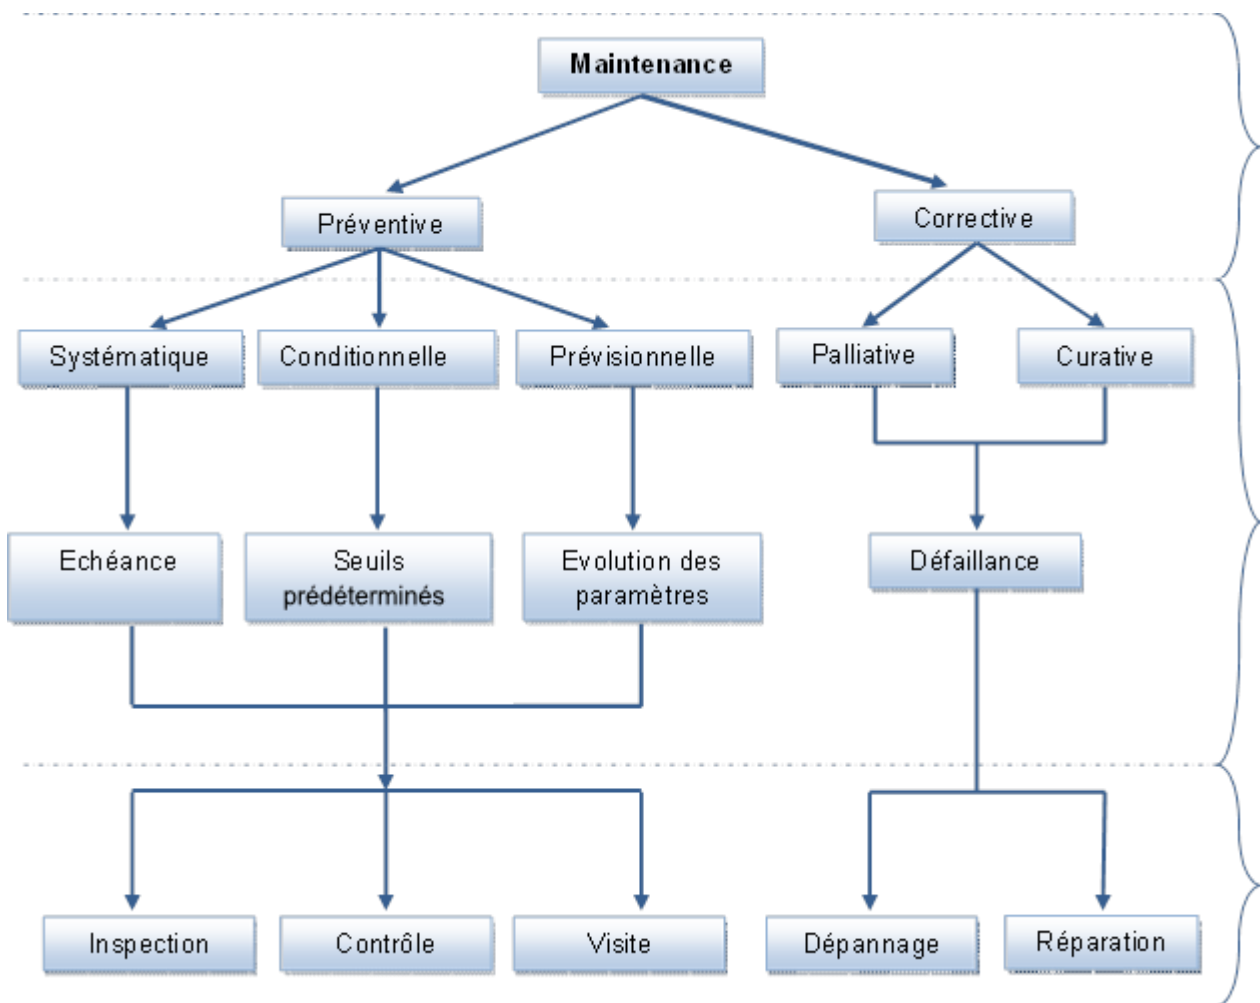 Maintenance
Préventive
Corrective
Systématique
Conditionnelle
Prévisionnelle
Palliative
Curative
Echéance
Seuils
prédéterminés
Evolution des
paramètres
Défaillance
Inspection
Contrôle
Visite
Dépannage
Réparation